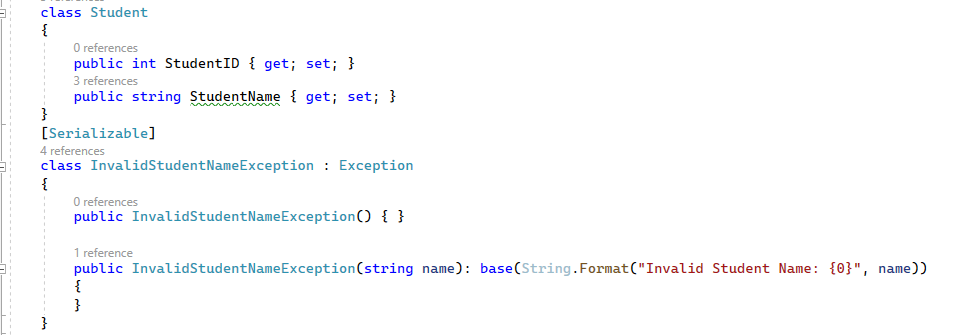 class Student
{
0 references
public int StudentID { get; set; }
3 references
public string StudentName { get; set; }
}
[Serializable]
4 references
class InvalidStudentNameException : Exception
{
0 references
public InvalidStudentNameException() { }
1 reference
public InvalidStudentNameException(string name): base(String.Format("Invalid Student Name: {0}", name))
{
}
}